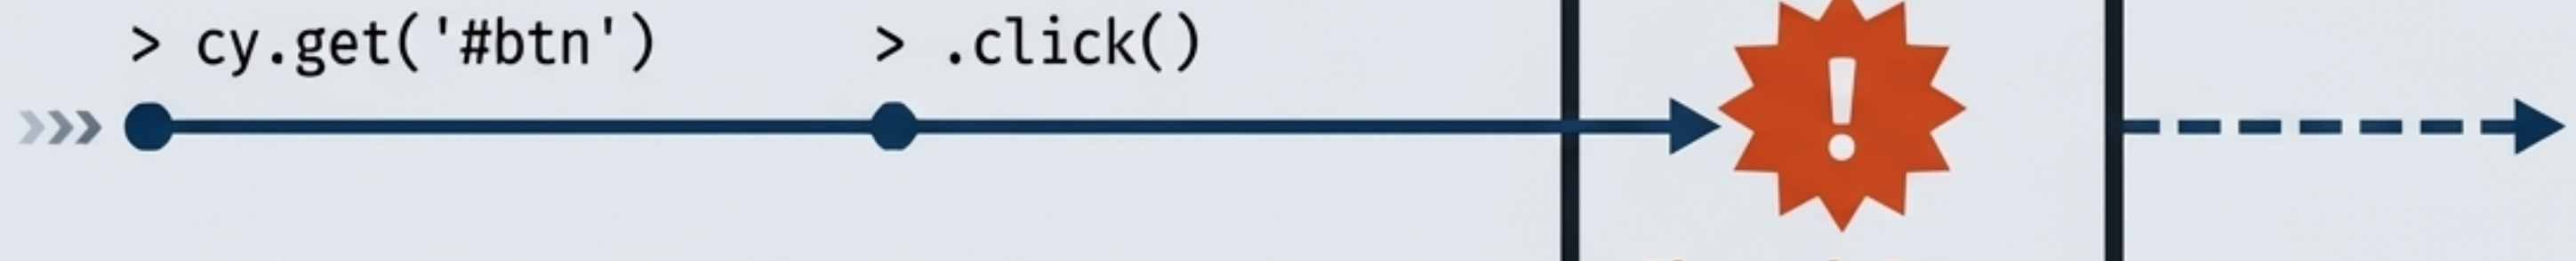 > cy.get('#btn') > .click()
!